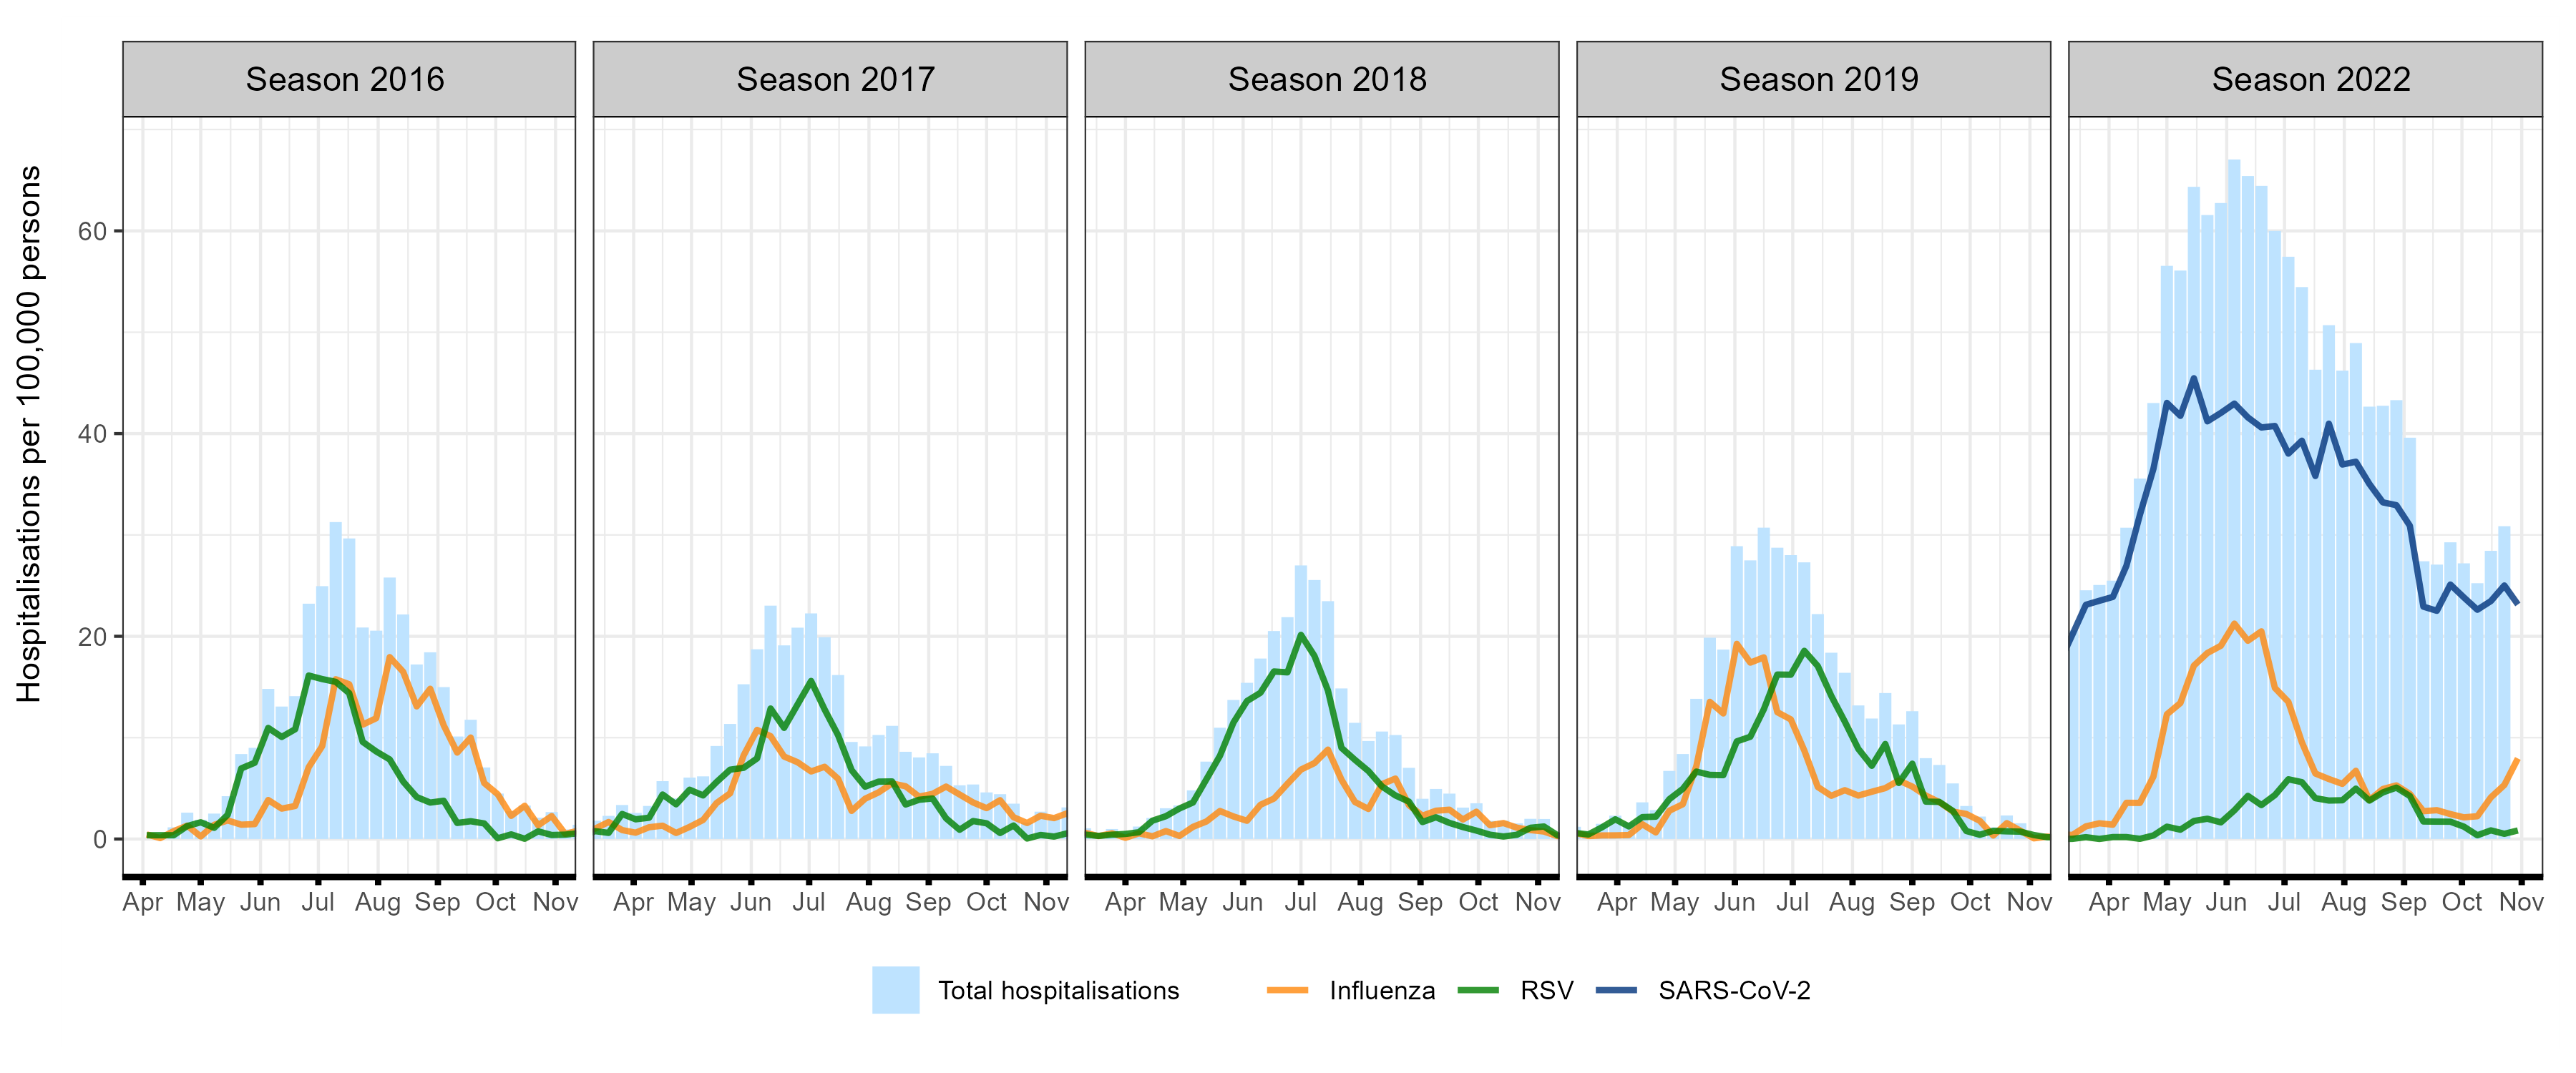 Season 2016 Season 2017 Season 2018 Season 2019 Season 2022
Hospitalisations per 100,000 persons
60
40
20
0
Apr May Jun Jul Aug Sep Oct Nov Apr May Jun Jul Aug Sep Oct Nov Apr May Jun Jul Aug Sep Oct Nov Apr May Jun Jul Aug Sep Oct Nov Apr May Jun Jul Aug Sep Oct Nov
Total hospitalisations Influenza RSV SARS-CoV-2